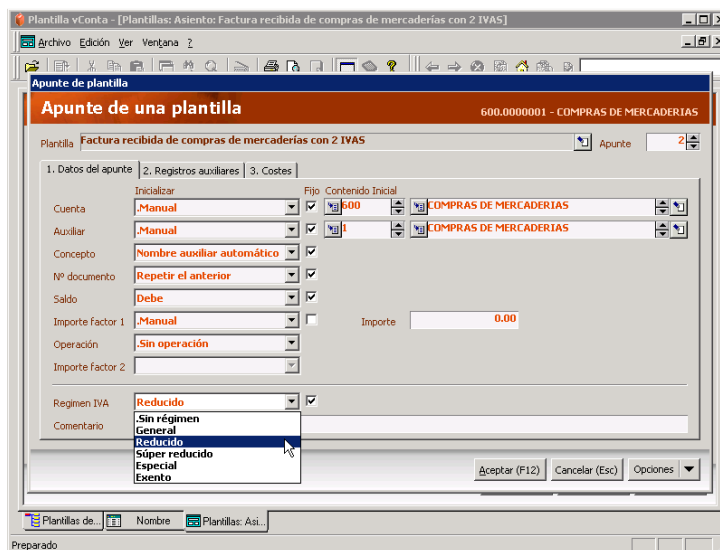 Plantilla vConta - [Plantillas: Asiento: Factura recibida de compras de mercaderías con 2 IVAS]
Archivo Edición Ver Ventana ?
Apunte de plantilla
Apunte de una plantilla 600.0000001 - COMPRAS DE MERCADERIAS
Plantilla Factura recibida de compras de mercaderías con 2 IVAS Apunte 2
1. Datos del apunte 2. Registros auxiliares 3. Costes
Inicializar Fijo Contenido Inicial
Cuenta .Manual 600 COMPRAS DE MERCADERIAS
Auxiliar .Manual 1 COMPRAS DE MERCADERIAS
Concepto Nombre auxiliar automático
Nº documento Repetir el anterior
Saldo Debe
Importe factor 1 .Manual Importe 0.00
Operación .Sin operación
Importe factor 2
Regimen IVA Reducido
Comentario
.Sin régimen
General
Reducido
Súper reducido
Especial
Exento
Aceptar (F12) Cancelar (Esc) Opciones
Plantillas de... Nombre Plantillas: Asi...
Preparado